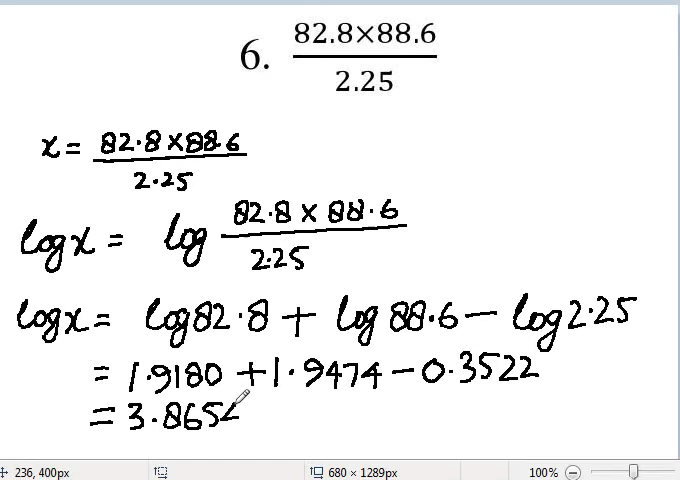 6. 82.8×88.6
2.25
x = 82.8 × 88.6
2.25
log x = log 82.8 × 88.6
2.25
log x = log 82.8 + log 88.6 − log 2.25
= 1.9180 + 1.9474 − 0.3522
= 3.8654
236, 400px 680 × 1289px 100%